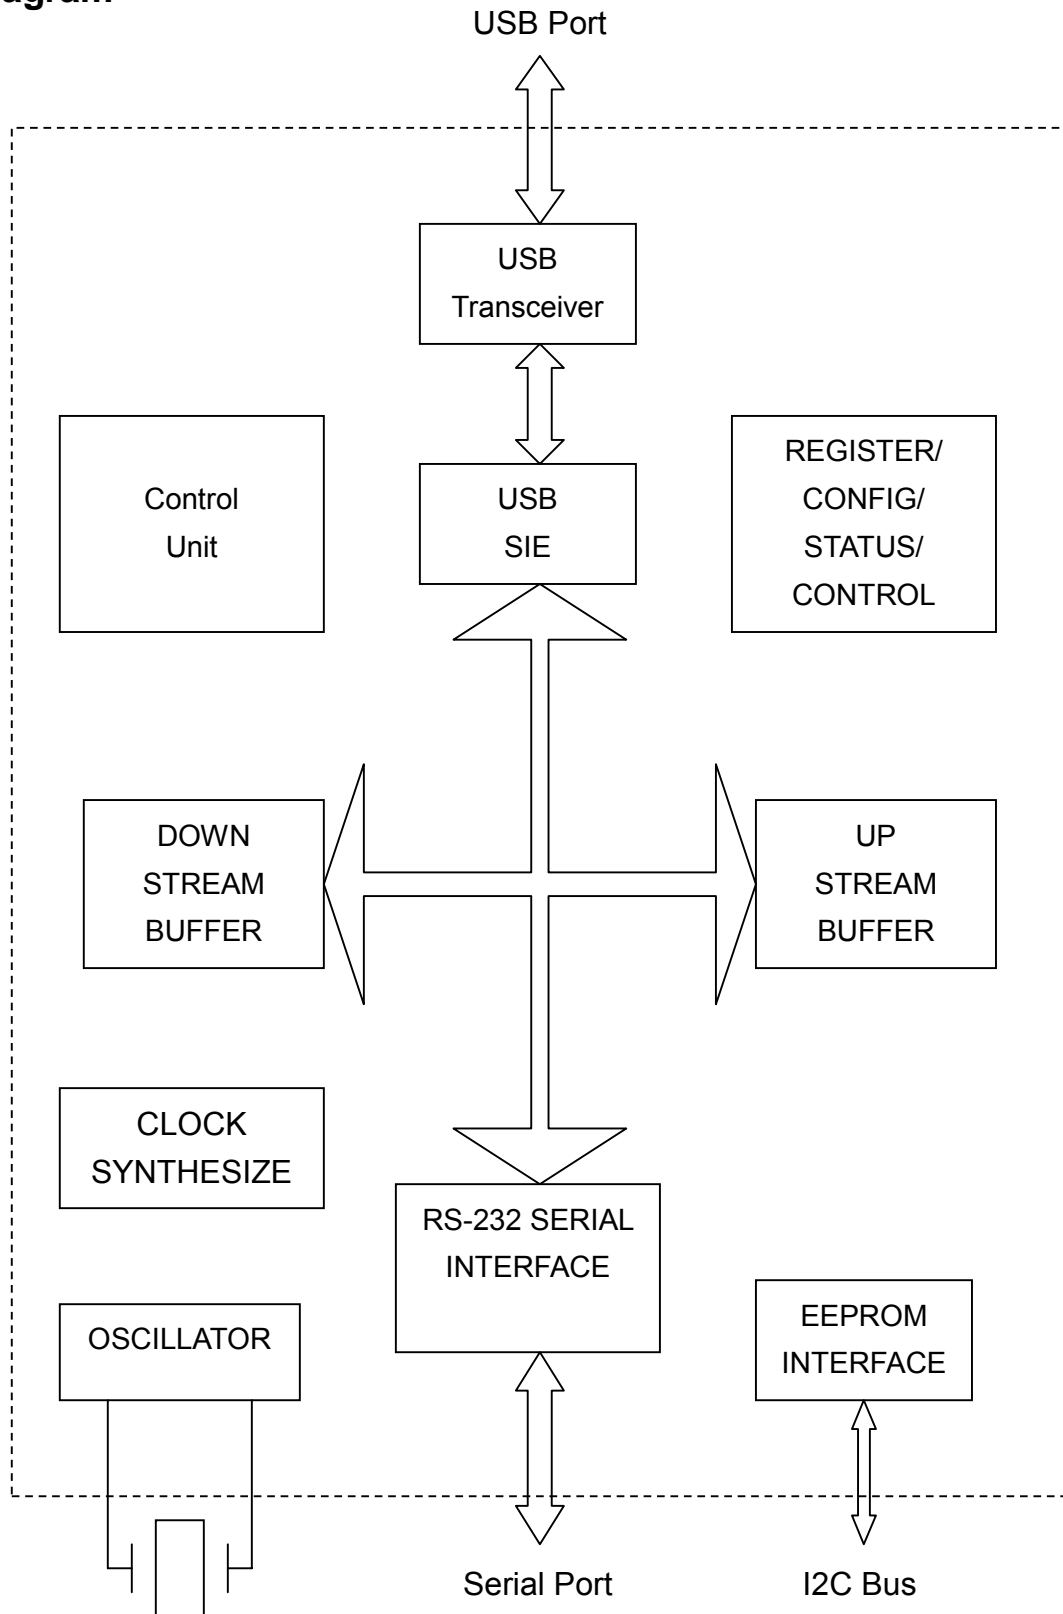 agram
USB Port
USB
Transceiver
Control
Unit
USB
SIE
REGISTER/
CONFIG/
STATUS/
CONTROL
DOWN
STREAM
BUFFER
UP
STREAM
BUFFER
CLOCK
SYNTHESIZE
RS-232 SERIAL
INTERFACE
OSCILLATOR
EEPROM
INTERFACE
Serial Port
I2C Bus